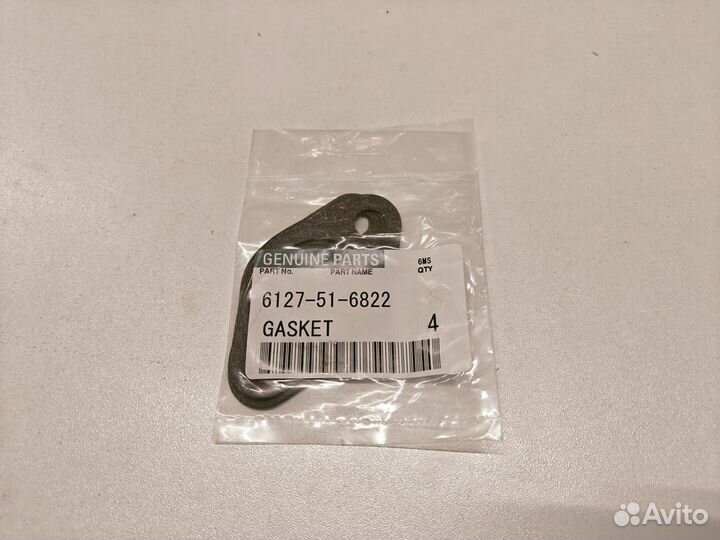 GENUINE PARTS
PART No. PART NAME
6MS
QTY
6127-51-6822
GASKET 4
Avito